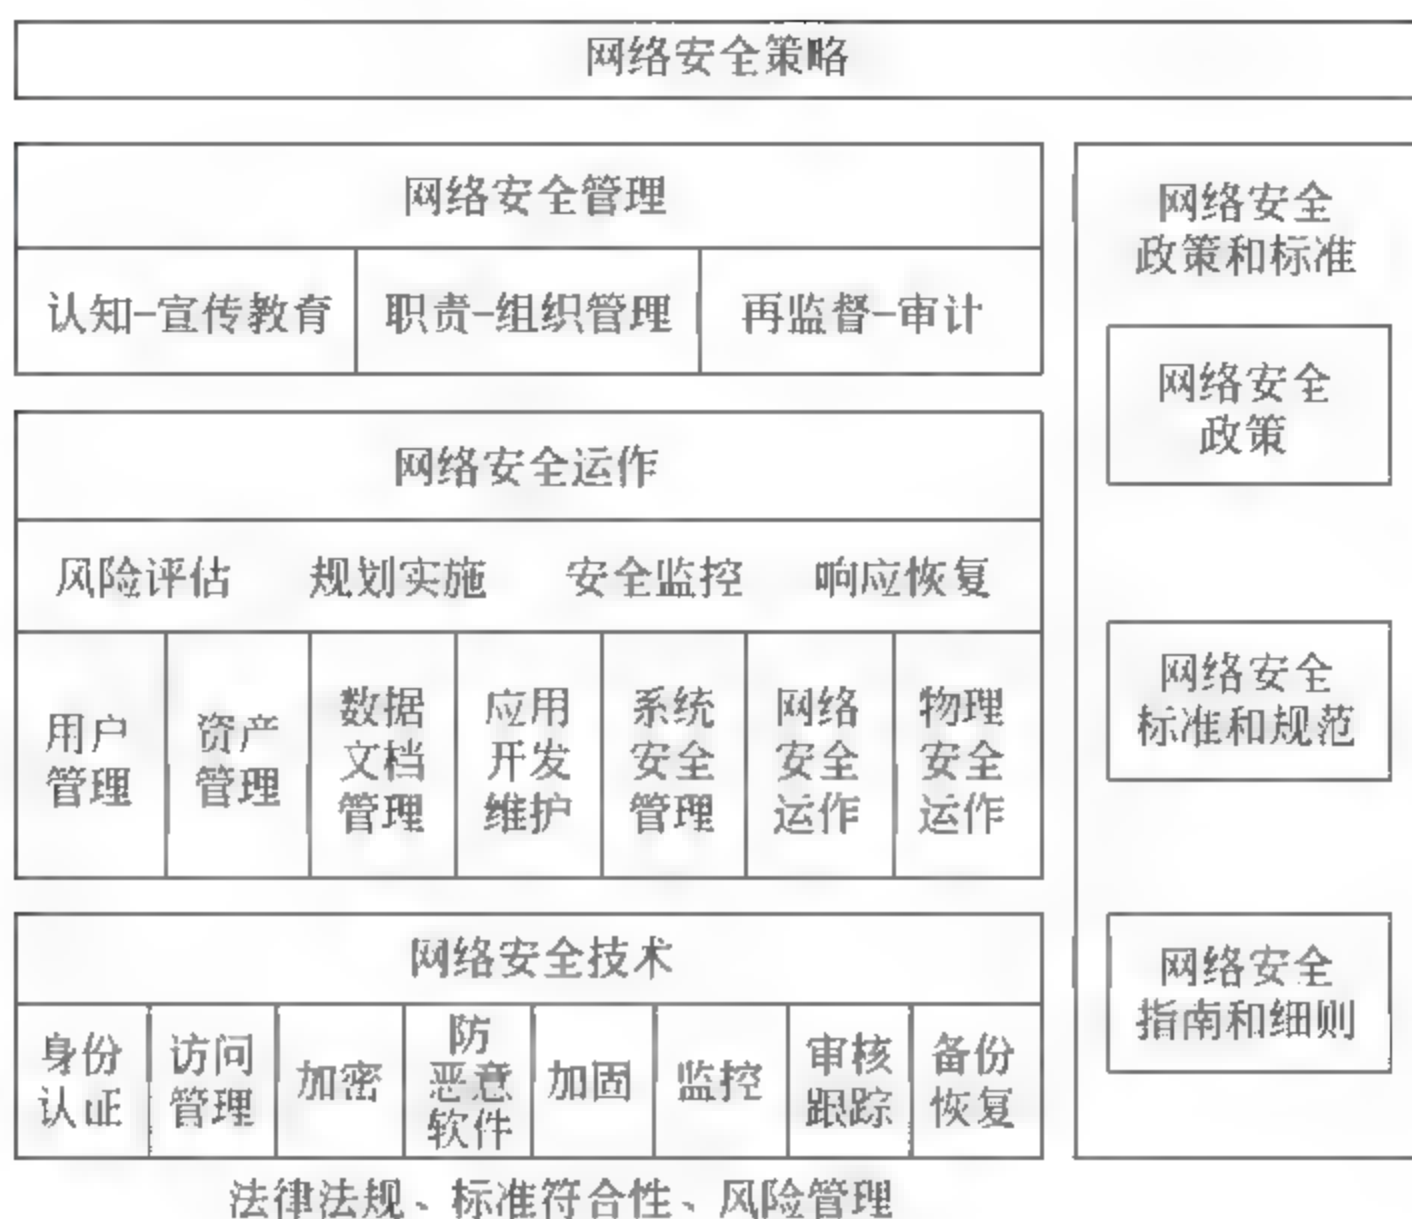 网络安全策略
网络安全管理
认知-宣传教育
职责-组织管理
再监督-审计
网络安全运作
风险评估
规划实施
安全监控
响应恢复
用户
管理
资产
管理
数据
文档
管理
应用
开发
维护
系统
安全
管理
网络
安全
运作
物理
安全
运作
网络安全技术
身份
认证
访问
管理
加密
防
恶意
软件
加固
监控
审核
跟踪
备份
恢复
法律法规、标准符合性、风险管理
网络安全
政策和标准
网络安全
政策
网络安全
标准和规范
网络安全
指南和细则